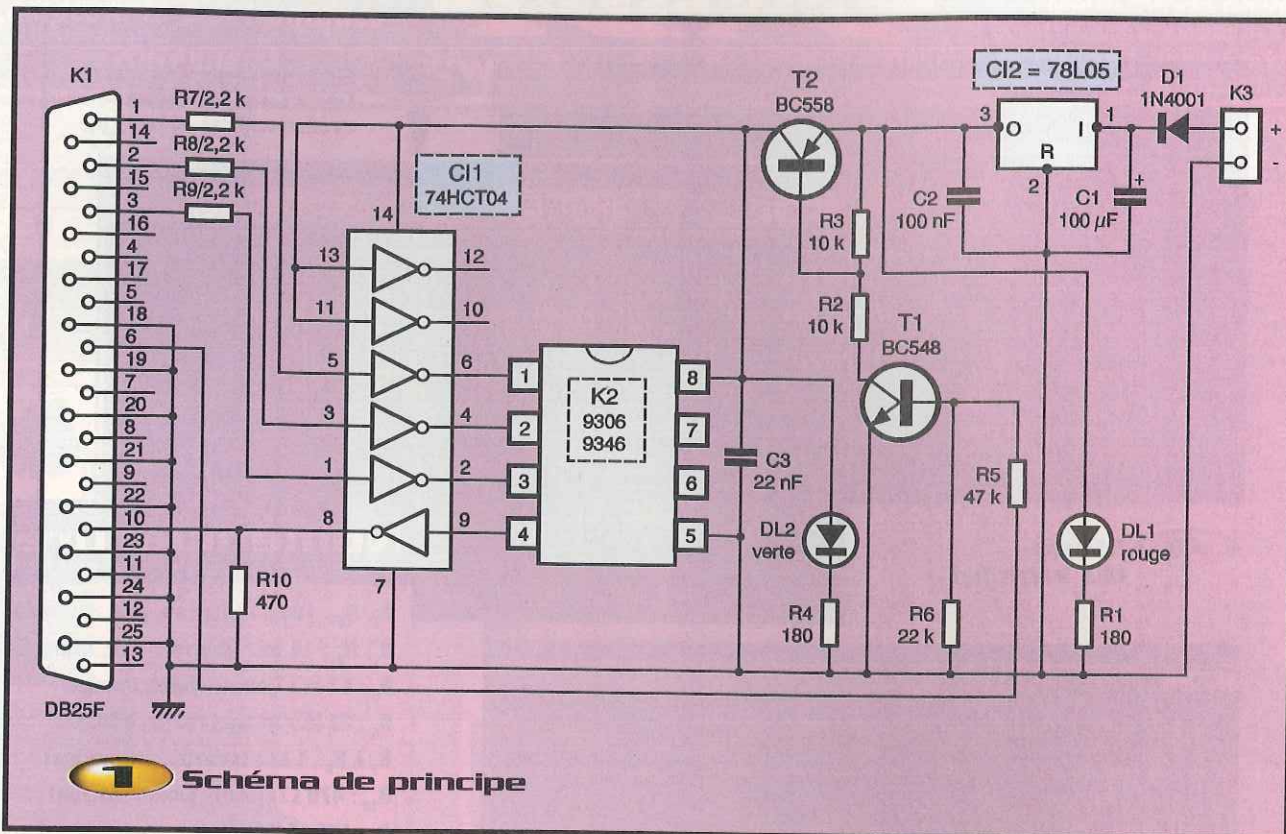 K1
1
14
2
15
3
16
4
17
5
18
6
19
7
20
8
21
9
22
10
23
11
24
12
25
13
DB25F
R7/2,2 k
R8/2,2 k
R9/2,2 k
R10
470
CI1
74HCT04
14
13
12
11
10
5
6
3
4
1
2
8
9
7
K2
9306
9346
1
2
3
4
8
7
6
5
T2
BC558
R3
10 k
R2
10 k
T1
BC548
C3
22 nF
DL2
verte
R4
180
R6
22 k
R5
47 k
DL1
rouge
R1
180
CI2 = 78L05
3
O
I
1
R
2
C2
100 nF
C1
100 µF
+
D1
1N4001
K3
+
-
1 Schéma de principe